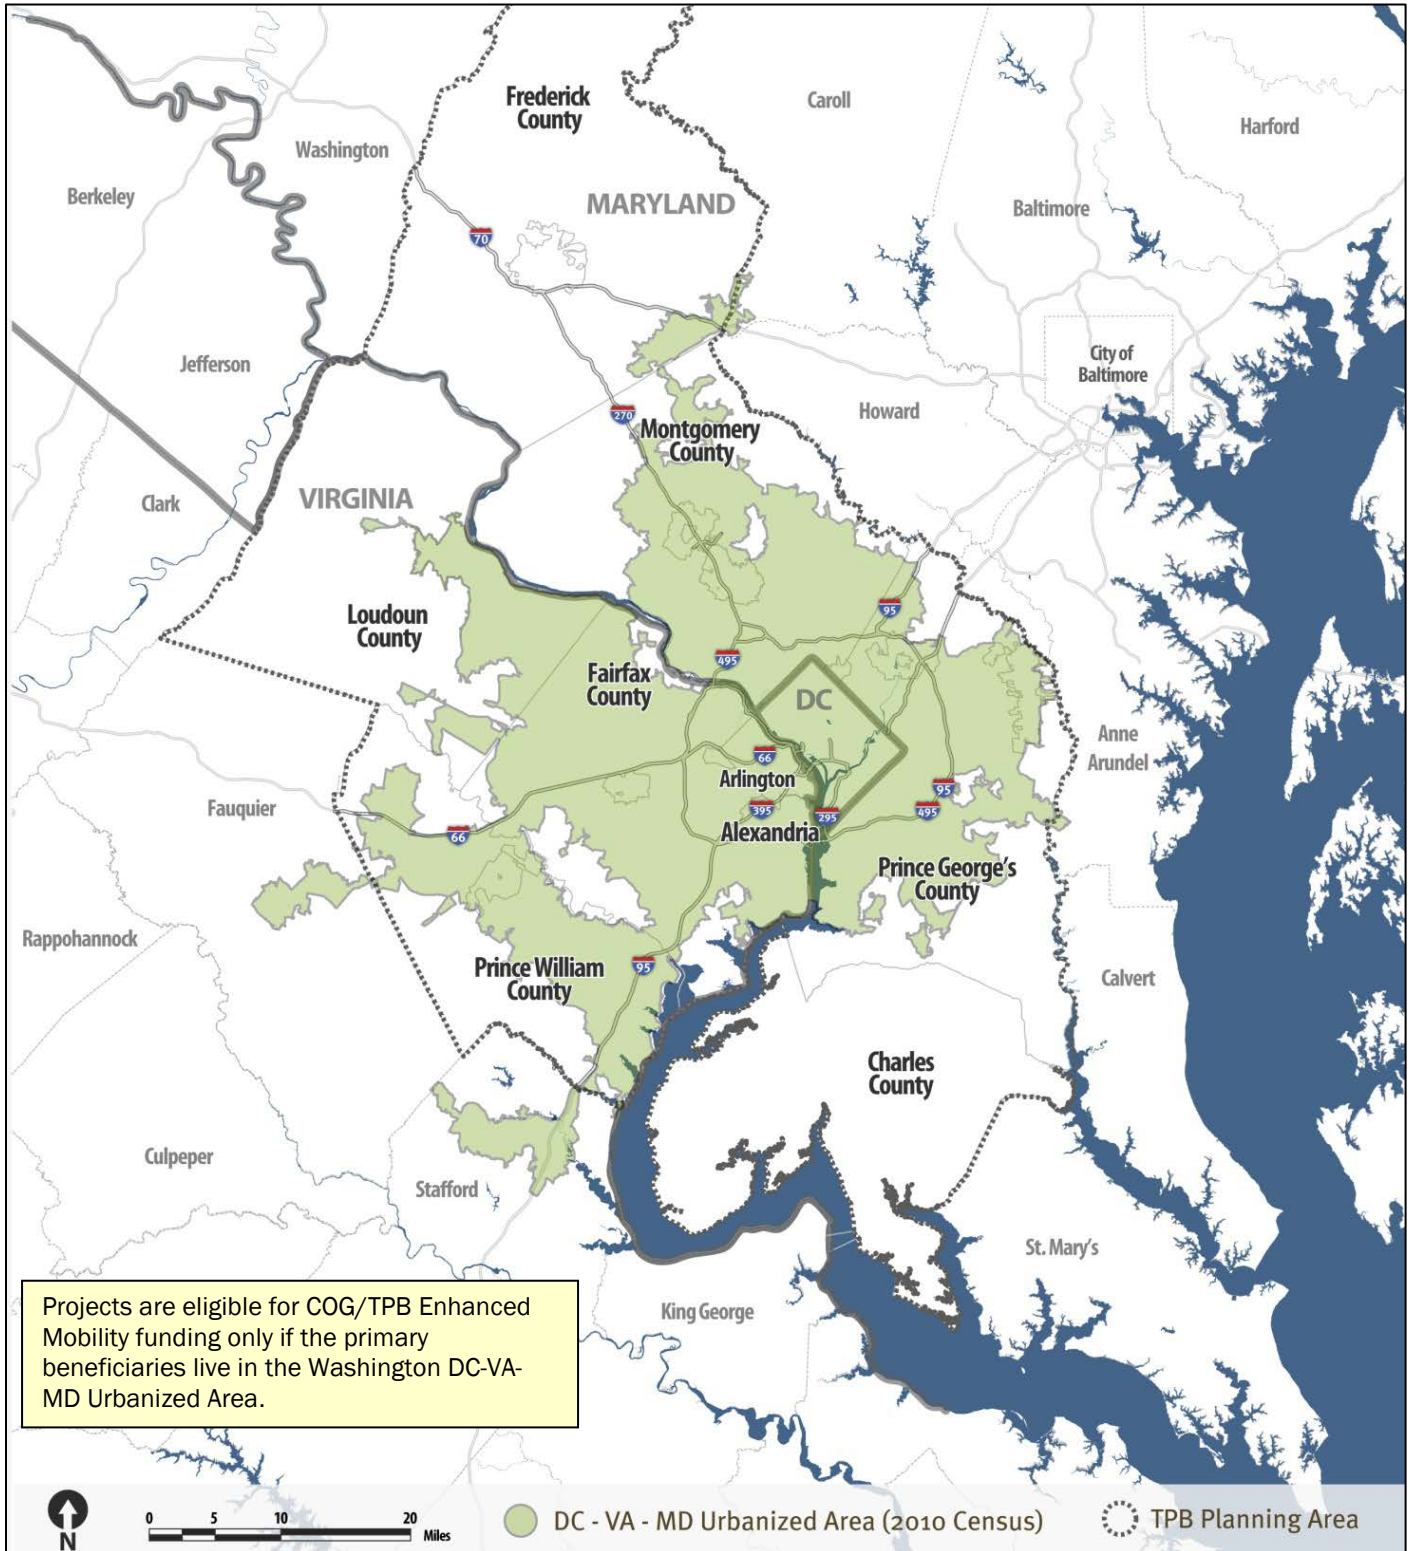 Frederick
County
Caroll
Harford
Washington
Berkeley
MARYLAND
Baltimore
70
Jefferson
City of
Baltimore
Howard
270
Montgomery
County
Clark
VIRGINIA
95
Loudoun
County
495
Fairfax
County
DC
Anne
Arundel
66
Arlington
95
Fauquier
395
295
495
66
Alexandria
Prince George's
County
Rappohannock
Prince William
County
95
Calvert
Charles
County
Culpeper
Stafford
St. Mary's
King George
Projects are eligible for COG/TPB Enhanced
Mobility funding only if the primary
beneficiaries live in the Washington DC-VA-
MD Urbanized Area.
N
0 5 10 20
Miles
DC - VA - MD Urbanized Area (2010 Census)
TPB Planning Area